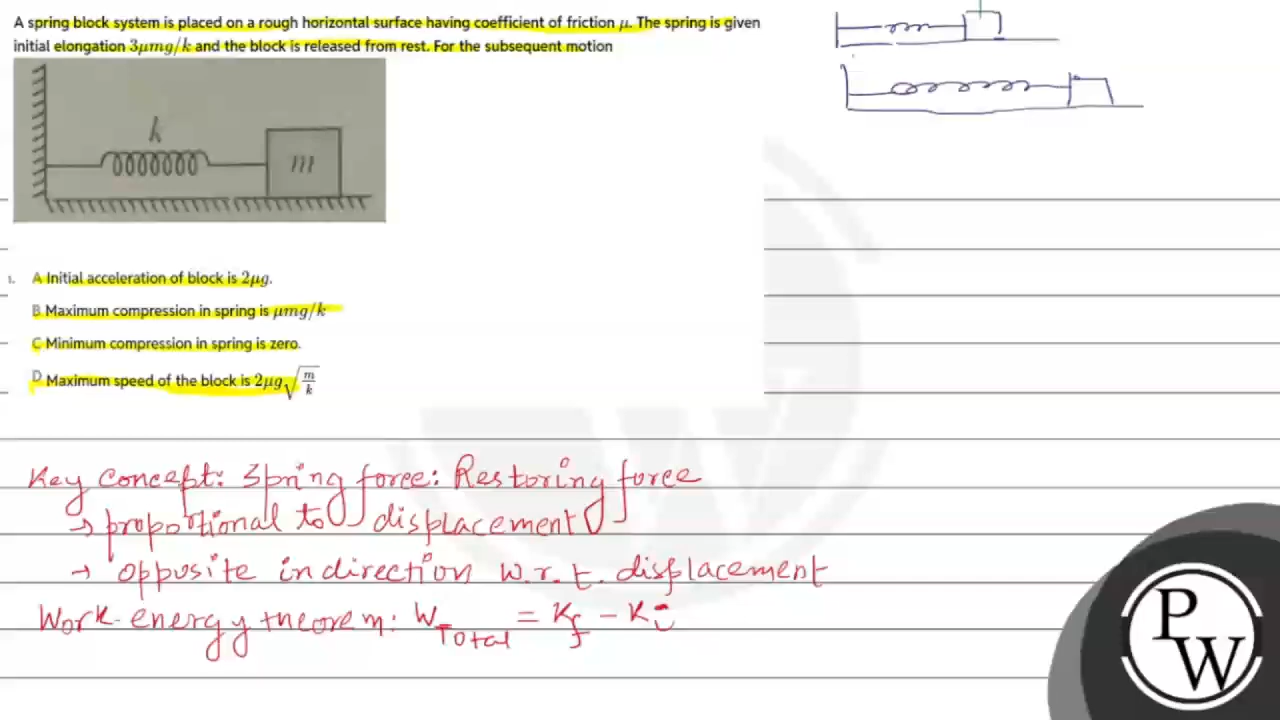 A spring block system is placed on a rough horizontal surface having coefficient of friction μ. The spring is given
initial elongation 3μmg/k and the block is released from rest. For the subsequent motion
k
m
1. A Initial acceleration of block is 2μg.
B Maximum compression in spring is μmg/k
C Minimum compression in spring is zero.
D Maximum speed of the block is 2μg√(m/k)
Key concept: Spring force: Restoring force
→ proportional to displacement
→ opposite in direction w.r.t. displacement
Work-energy theorem: W_Total = K_f - K_i
P
W